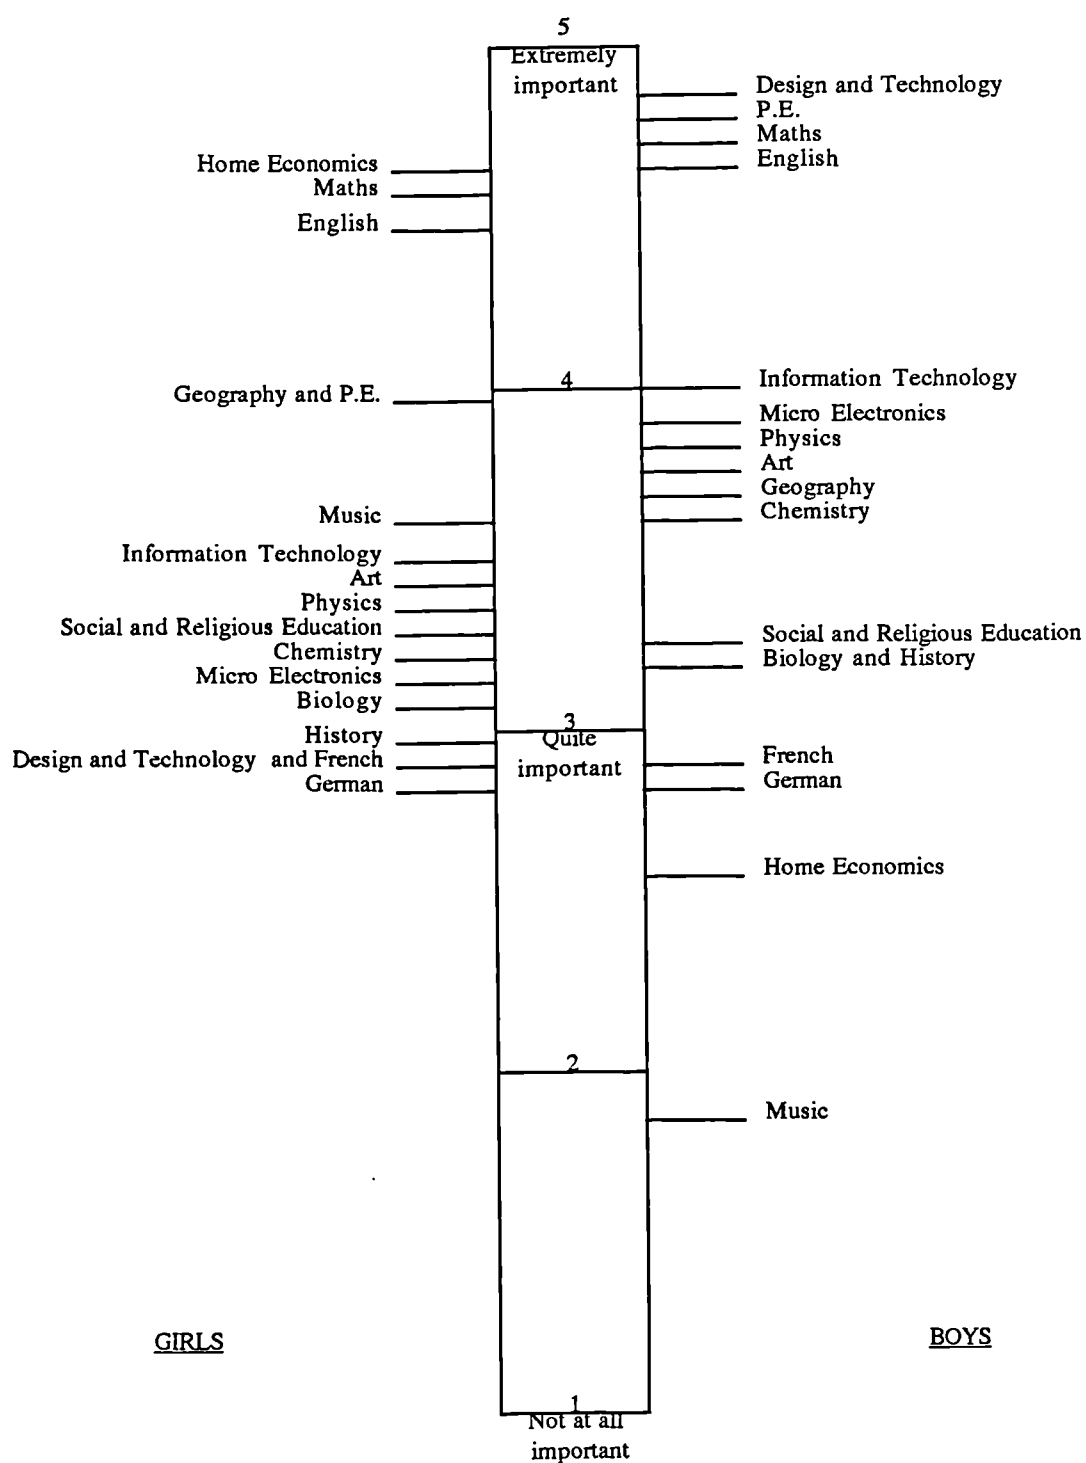 5
Extremely
important
Design and Technology
P.E.
Maths
English
Home Economics
Maths
English
4
Information Technology
Geography and P.E.
Micro Electronics
Physics
Art
Geography
Chemistry
Music
Information Technology
Art
Physics
Social and Religious Education
Chemistry
Micro Electronics
Biology
Social and Religious Education
Biology and History
3
Quite
important
History
Design and Technology and French
German
French
German
Home Economics
2
Music
GIRLS
BOYS
1
Not at all
important